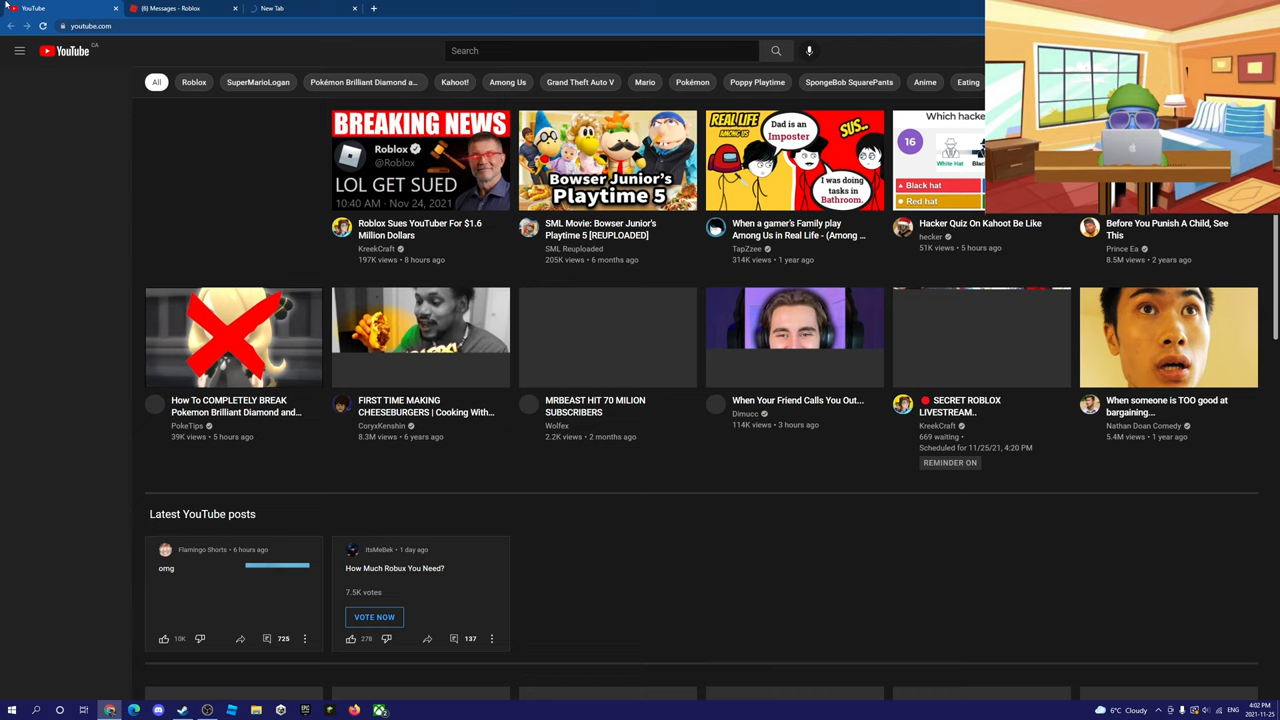 YouTube
(6) Messages - Roblox
New Tab
youtube.com
YouTube CA
Search
All
Roblox
SuperMarioLogan
Pokémon Brilliant Diamond a...
Kahoot!
Among Us
Grand Theft Auto V
Mario
Pokémon
Poppy Playtime
SpongeBob SquarePants
Anime
Eating
BREAKING NEWS
Roblox
@Roblox
LOL GET SUED
10:40 AM · Nov 24, 2021
Bowser Junior's
Playtime 5
REAL LIFE
AMONG US
Dad is an
Imposter
SUS..
I was doing
tasks in
Bathroom.
Which hacker
16
White Hat
Black hat
Red hat
Roblox Sues YouTuber For $1.6
Million Dollars
KreekCraft
197K views • 8 hours ago
SML Movie: Bowser Junior's
Playtime 5 [REUPLOADED]
SML Reuploaded
205K views • 6 months ago
When a gamer's Family play
Among Us in Real Life - (Among ...
TapZzee
314K views • 1 year ago
Hacker Quiz On Kahoot Be Like
hecker
51K views • 5 hours ago
Before You Punish A Child, See
This
Prince Ea
8.5M views • 2 years ago
How To COMPLETELY BREAK
Pokemon Brilliant Diamond and...
PokeTips
39K views • 5 hours ago
FIRST TIME MAKING
CHEESEBURGERS | Cooking With...
CoryxKenshin
8.3M views • 6 years ago
MRBEAST HIT 70 MILION
SUBSCRIBERS
Wolfex
2.2K views • 2 months ago
When Your Friend Calls You Out...
Dimucc
114K views • 3 hours ago
SECRET ROBLOX
LIVESTREAM..
KreekCraft
669 waiting •
Scheduled for 11/25/21, 4:20 PM
REMINDER ON
When someone is TOO good at
bargaining...
Nathan Doan Comedy
5.4M views • 1 year ago
Latest YouTube posts
Flamingo Shorts • 6 hours ago
omg
10K
725
ItsMeBek • 1 day ago
How Much Robux You Need?
7.5K votes
VOTE NOW
278
137
6°C Cloudy
ENG
4:02 PM
2021-11-25